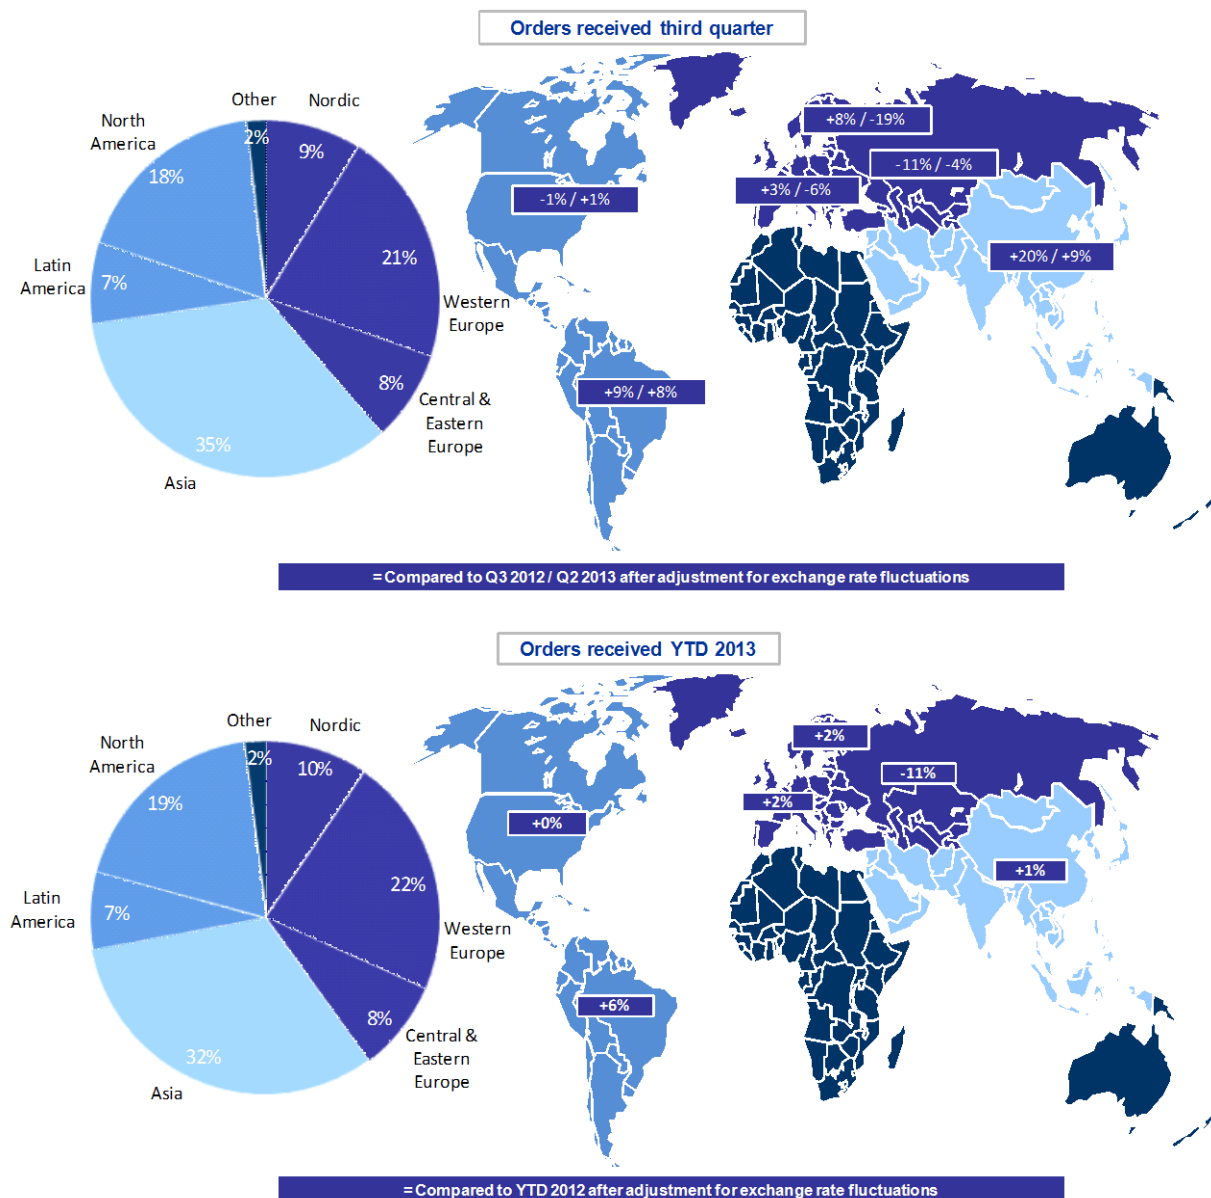 Orders received third quarter
Other
Nordic
North
America
2%
9%
18%
21%
Latin
America
7%
Western
Europe
8%
Central &
Eastern
Europe
35%
Asia
+8% / -19%
-11% / -4%
+3% / -6%
-1% / +1%
+20% / +9%
+9% / +8%
= Compared to Q3 2012 / Q2 2013 after adjustment for exchange rate fluctuations
Orders received YTD 2013
Other
Nordic
North
America
2%
10%
19%
22%
Latin
America
7%
Western
Europe
8%
Central &
Eastern
Europe
32%
Asia
+2%
-11%
+2%
+0%
+1%
+6%
= Compared to YTD 2012 after adjustment for exchange rate fluctuations